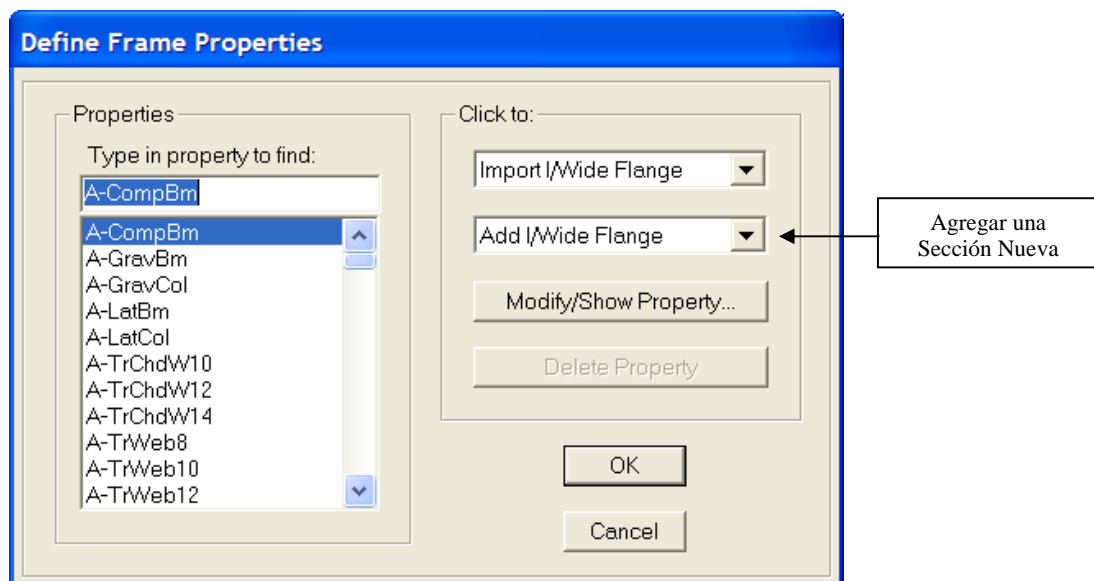 Define Frame Properties
Properties
Type in property to find:
A-CompBm
A-CompBm
A-GravBm
A-GravCol
A-LatBm
A-LatCol
A-TrChdW10
A-TrChdW12
A-TrChdW14
A-TrWeb8
A-TrWeb10
A-TrWeb12
Click to:
Import I/Wide Flange
Add I/Wide Flange
Modify/Show Property...
Delete Property
OK
Cancel
Agregar una
Sección Nueva